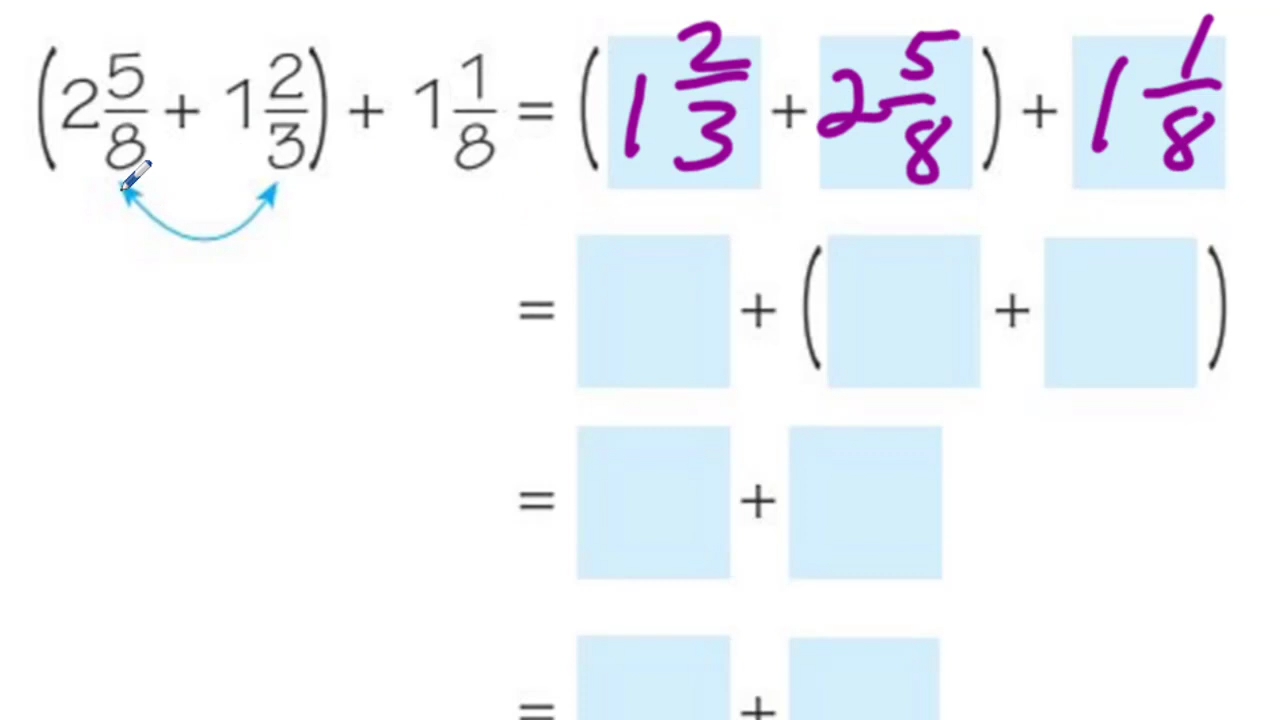 (2 5/8 + 1 2/3) + 1 1/8 = (1 2/3 + 2 5/8) + 1 1/8
= + ( + )
= +
= +